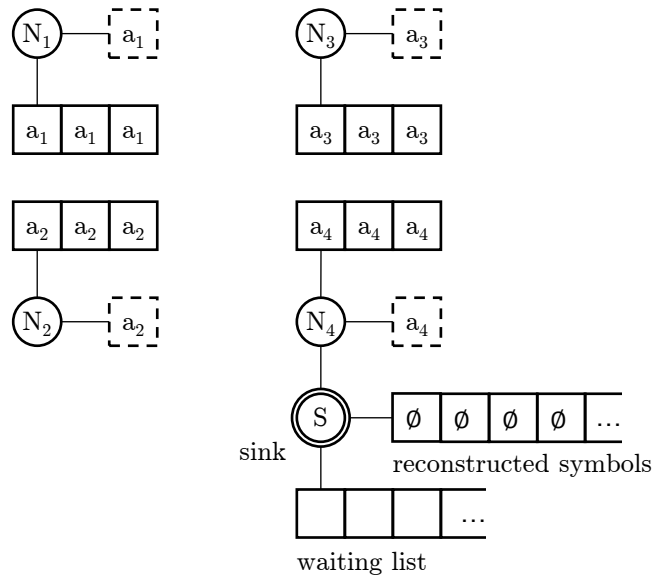 N₁ a₁ N₃ a₃
a₁ a₁ a₁ a₃ a₃ a₃
a₂ a₂ a₂ a₄ a₄ a₄
N₂ a₂ N₄ a₄
S ∅ ∅ ∅ ∅ ...
sink
reconstructed symbols
...
waiting list